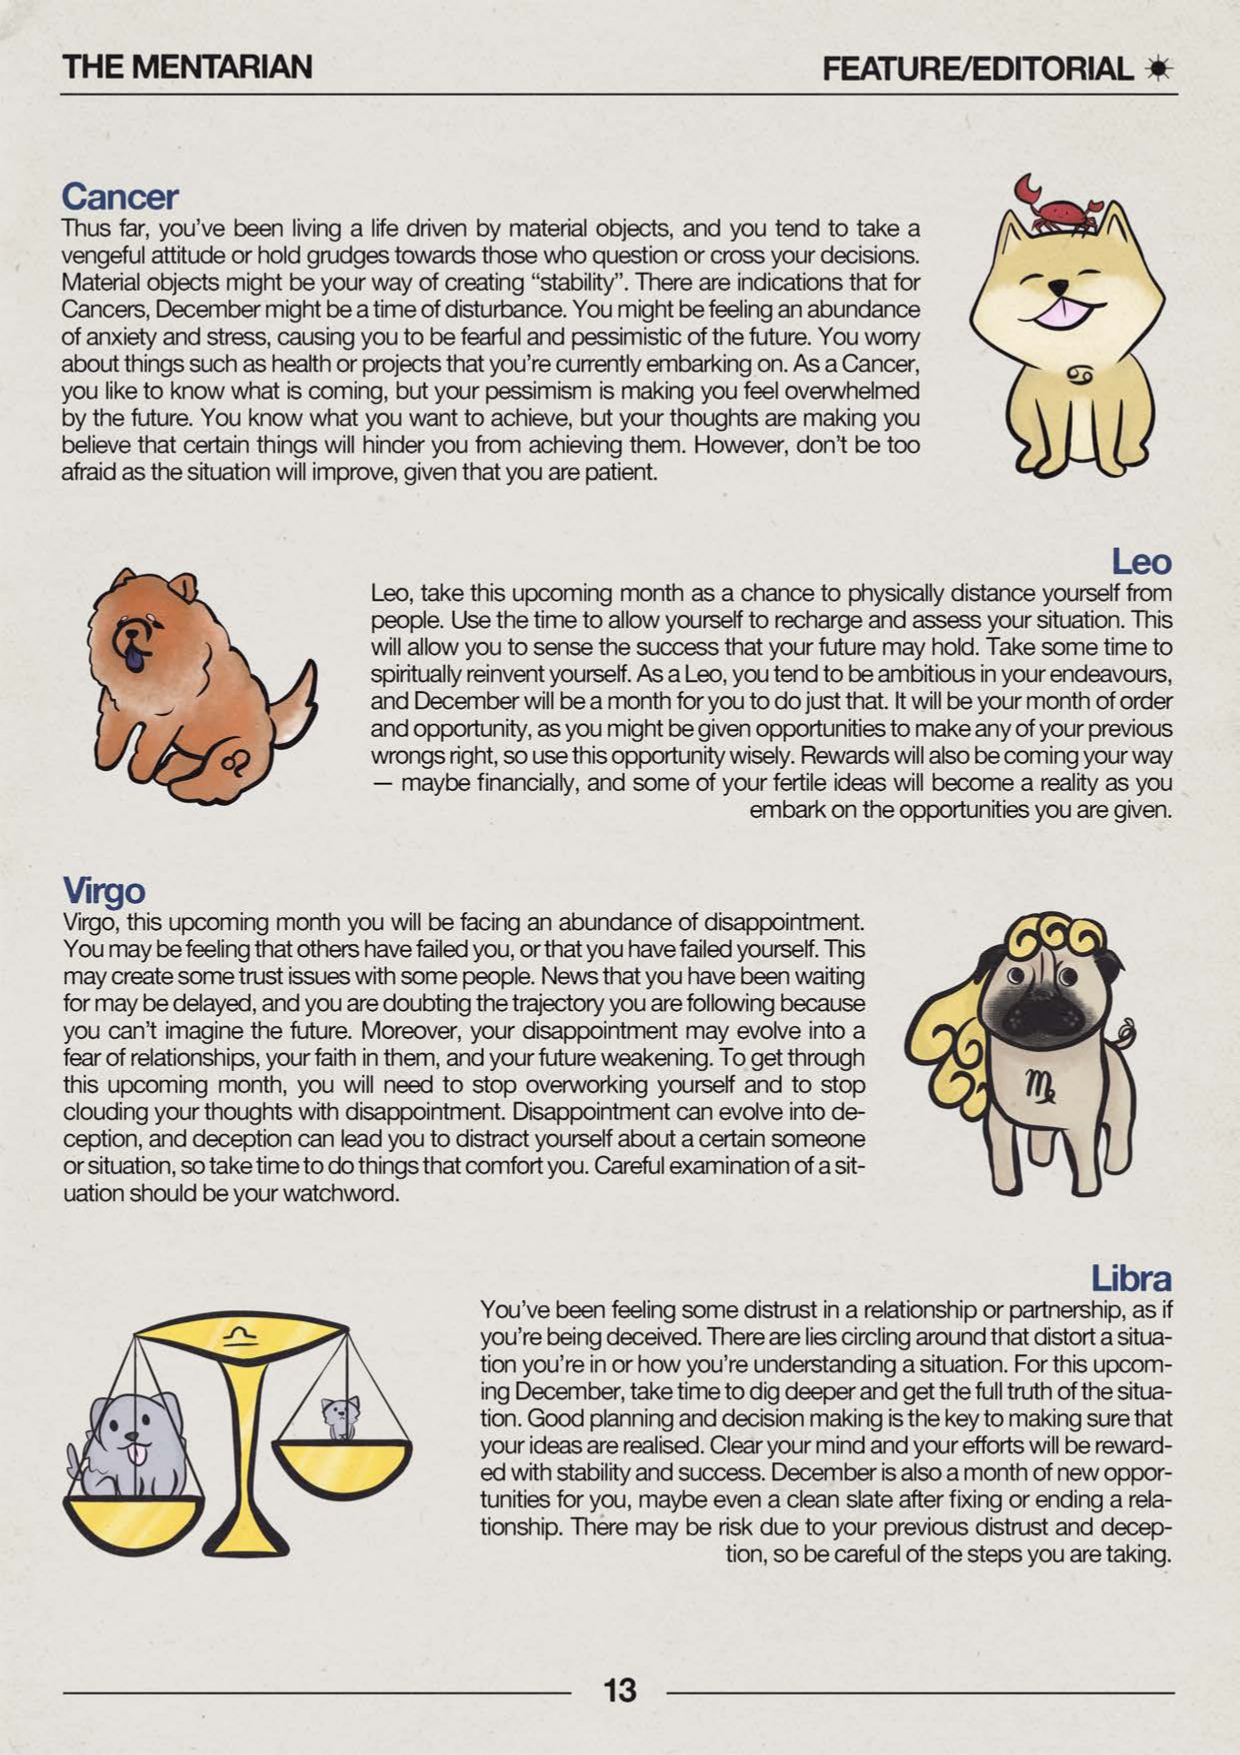 THE MENTARIAN
FEATURE/EDITORIAL
Cancer
Thus far, you've been living a life driven by material objects, and you tend to take a
vengeful attitude or hold grudges towards those who question or cross your decisions.
Material objects might be your way of creating “stability”. There are indications that for
Cancers, December might be a time of disturbance. You might be feeling an abundance
of anxiety and stress, causing you to be fearful and pessimistic of the future. You worry
about things such as health or projects that you're currently embarking on. As a Cancer,
you like to know what is coming, but your pessimism is making you feel overwhelmed
by the future. You know what you want to achieve, but your thoughts are making you
believe that certain things will hinder you from achieving them. However, don't be too
afraid as the situation will improve, given that you are patient.
Leo
Leo, take this upcoming month as a chance to physically distance yourself from
people. Use the time to allow yourself to recharge and assess your situation. This
will allow you to sense the success that your future may hold. Take some time to
spiritually reinvent yourself. As a Leo, you tend to be ambitious in your endeavours,
and December will be a month for you to do just that. It will be your month of order
and opportunity, as you might be given opportunities to make any of your previous
wrongs right, so use this opportunity wisely. Rewards will also be coming your way
— maybe financially, and some of your fertile ideas will become a reality as you
embark on the opportunities you are given.
Virgo
Virgo, this upcoming month you will be facing an abundance of disappointment.
You may be feeling that others have failed you, or that you have failed yourself. This
may create some trust issues with some people. News that you have been waiting
for may be delayed, and you are doubting the trajectory you are following because
you can't imagine the future. Moreover, your disappointment may evolve into a
fear of relationships, your faith in them, and your future weakening. To get through
this upcoming month, you will need to stop overworking yourself and to stop
clouding your thoughts with disappointment. Disappointment can evolve into de-
ception, and deception can lead you to distract yourself about a certain someone
or situation, so take time to do things that comfort you. Careful examination of a sit-
uation should be your watchword.
Libra
You've been feeling some distrust in a relationship or partnership, as if
you're being deceived. There are lies circling around that distort a situa-
tion you're in or how you're understanding a situation. For this upcom-
ing December, take time to dig deeper and get the full truth of the situa-
tion. Good planning and decision making is the key to making sure that
your ideas are realised. Clear your mind and your efforts will be reward-
ed with stability and success. December is also a month of new oppor-
tunities for you, maybe even a clean slate after fixing or ending a rela-
tionship. There may be risk due to your previous distrust and decep-
tion, so be careful of the steps you are taking.
13